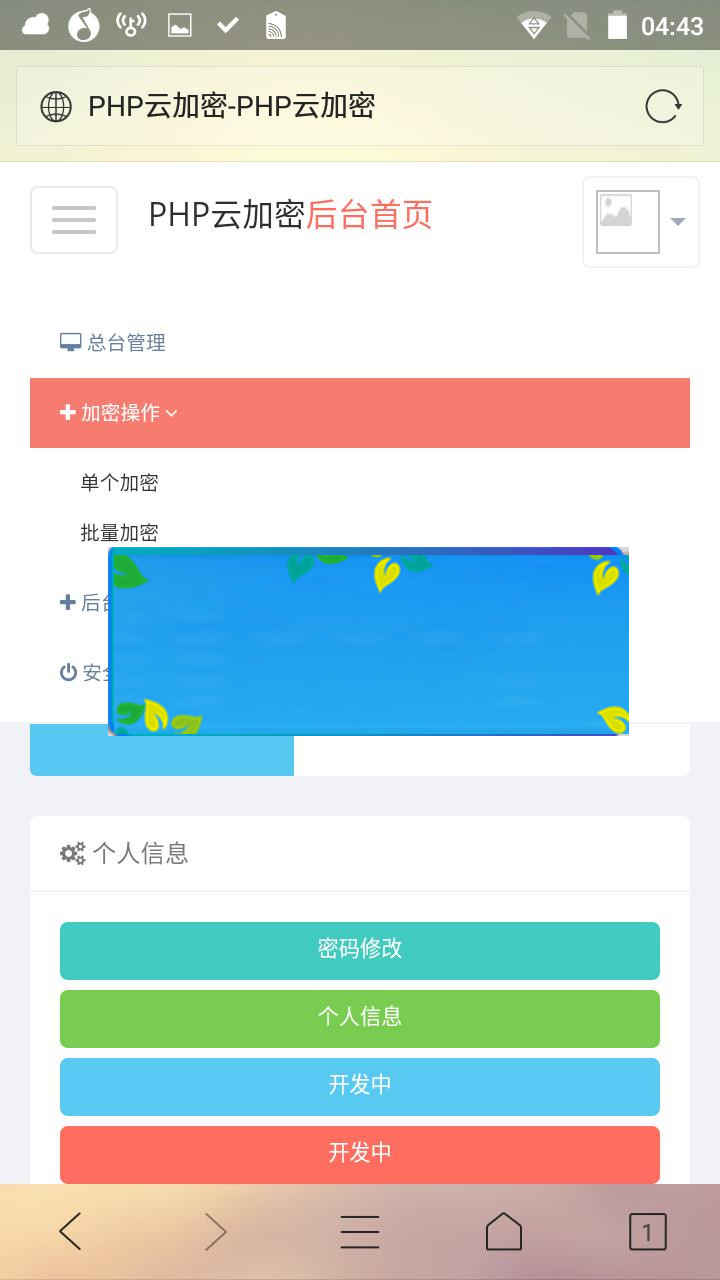 04:43
PHP云加密-PHP云加密
PHP云加密后台首页
总台管理
加密操作
单个加密
批量加密
后台
安全
个人信息
密码修改
个人信息
开发中
开发中
1